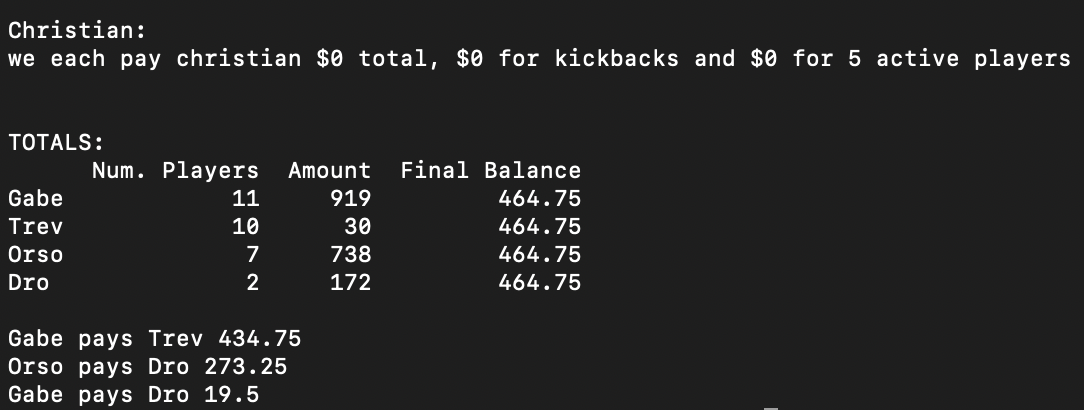 Christian:
we each pay christian $0 total, $0 for kickbacks and $0 for 5 active players
TOTALS:
Num. Players Amount Final Balance
Gabe 11 919 464.75
Trev 10 30 464.75
Orso 7 738 464.75
Dro 2 172 464.75
Gabe pays Trev 434.75
Orso pays Dro 273.25
Gabe pays Dro 19.5